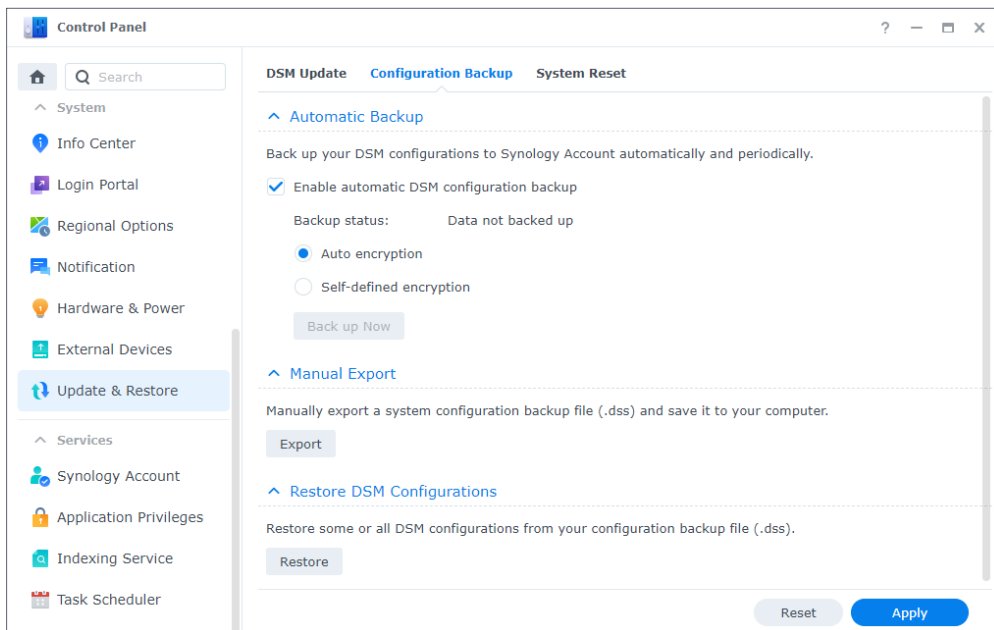 Control Panel
?
Search
System
Info Center
Login Portal
Regional Options
Notification
Hardware & Power
External Devices
Update & Restore
Services
Synology Account
Application Privileges
Indexing Service
Task Scheduler
DSM Update Configuration Backup System Reset
Automatic Backup
Back up your DSM configurations to Synology Account automatically and periodically.
Enable automatic DSM configuration backup
Backup status: Data not backed up
Auto encryption
Self-defined encryption
Back up Now
Manual Export
Manually export a system configuration backup file (.dss) and save it to your computer.
Export
Restore DSM Configurations
Restore some or all DSM configurations from your configuration backup file (.dss).
Restore
Reset Apply